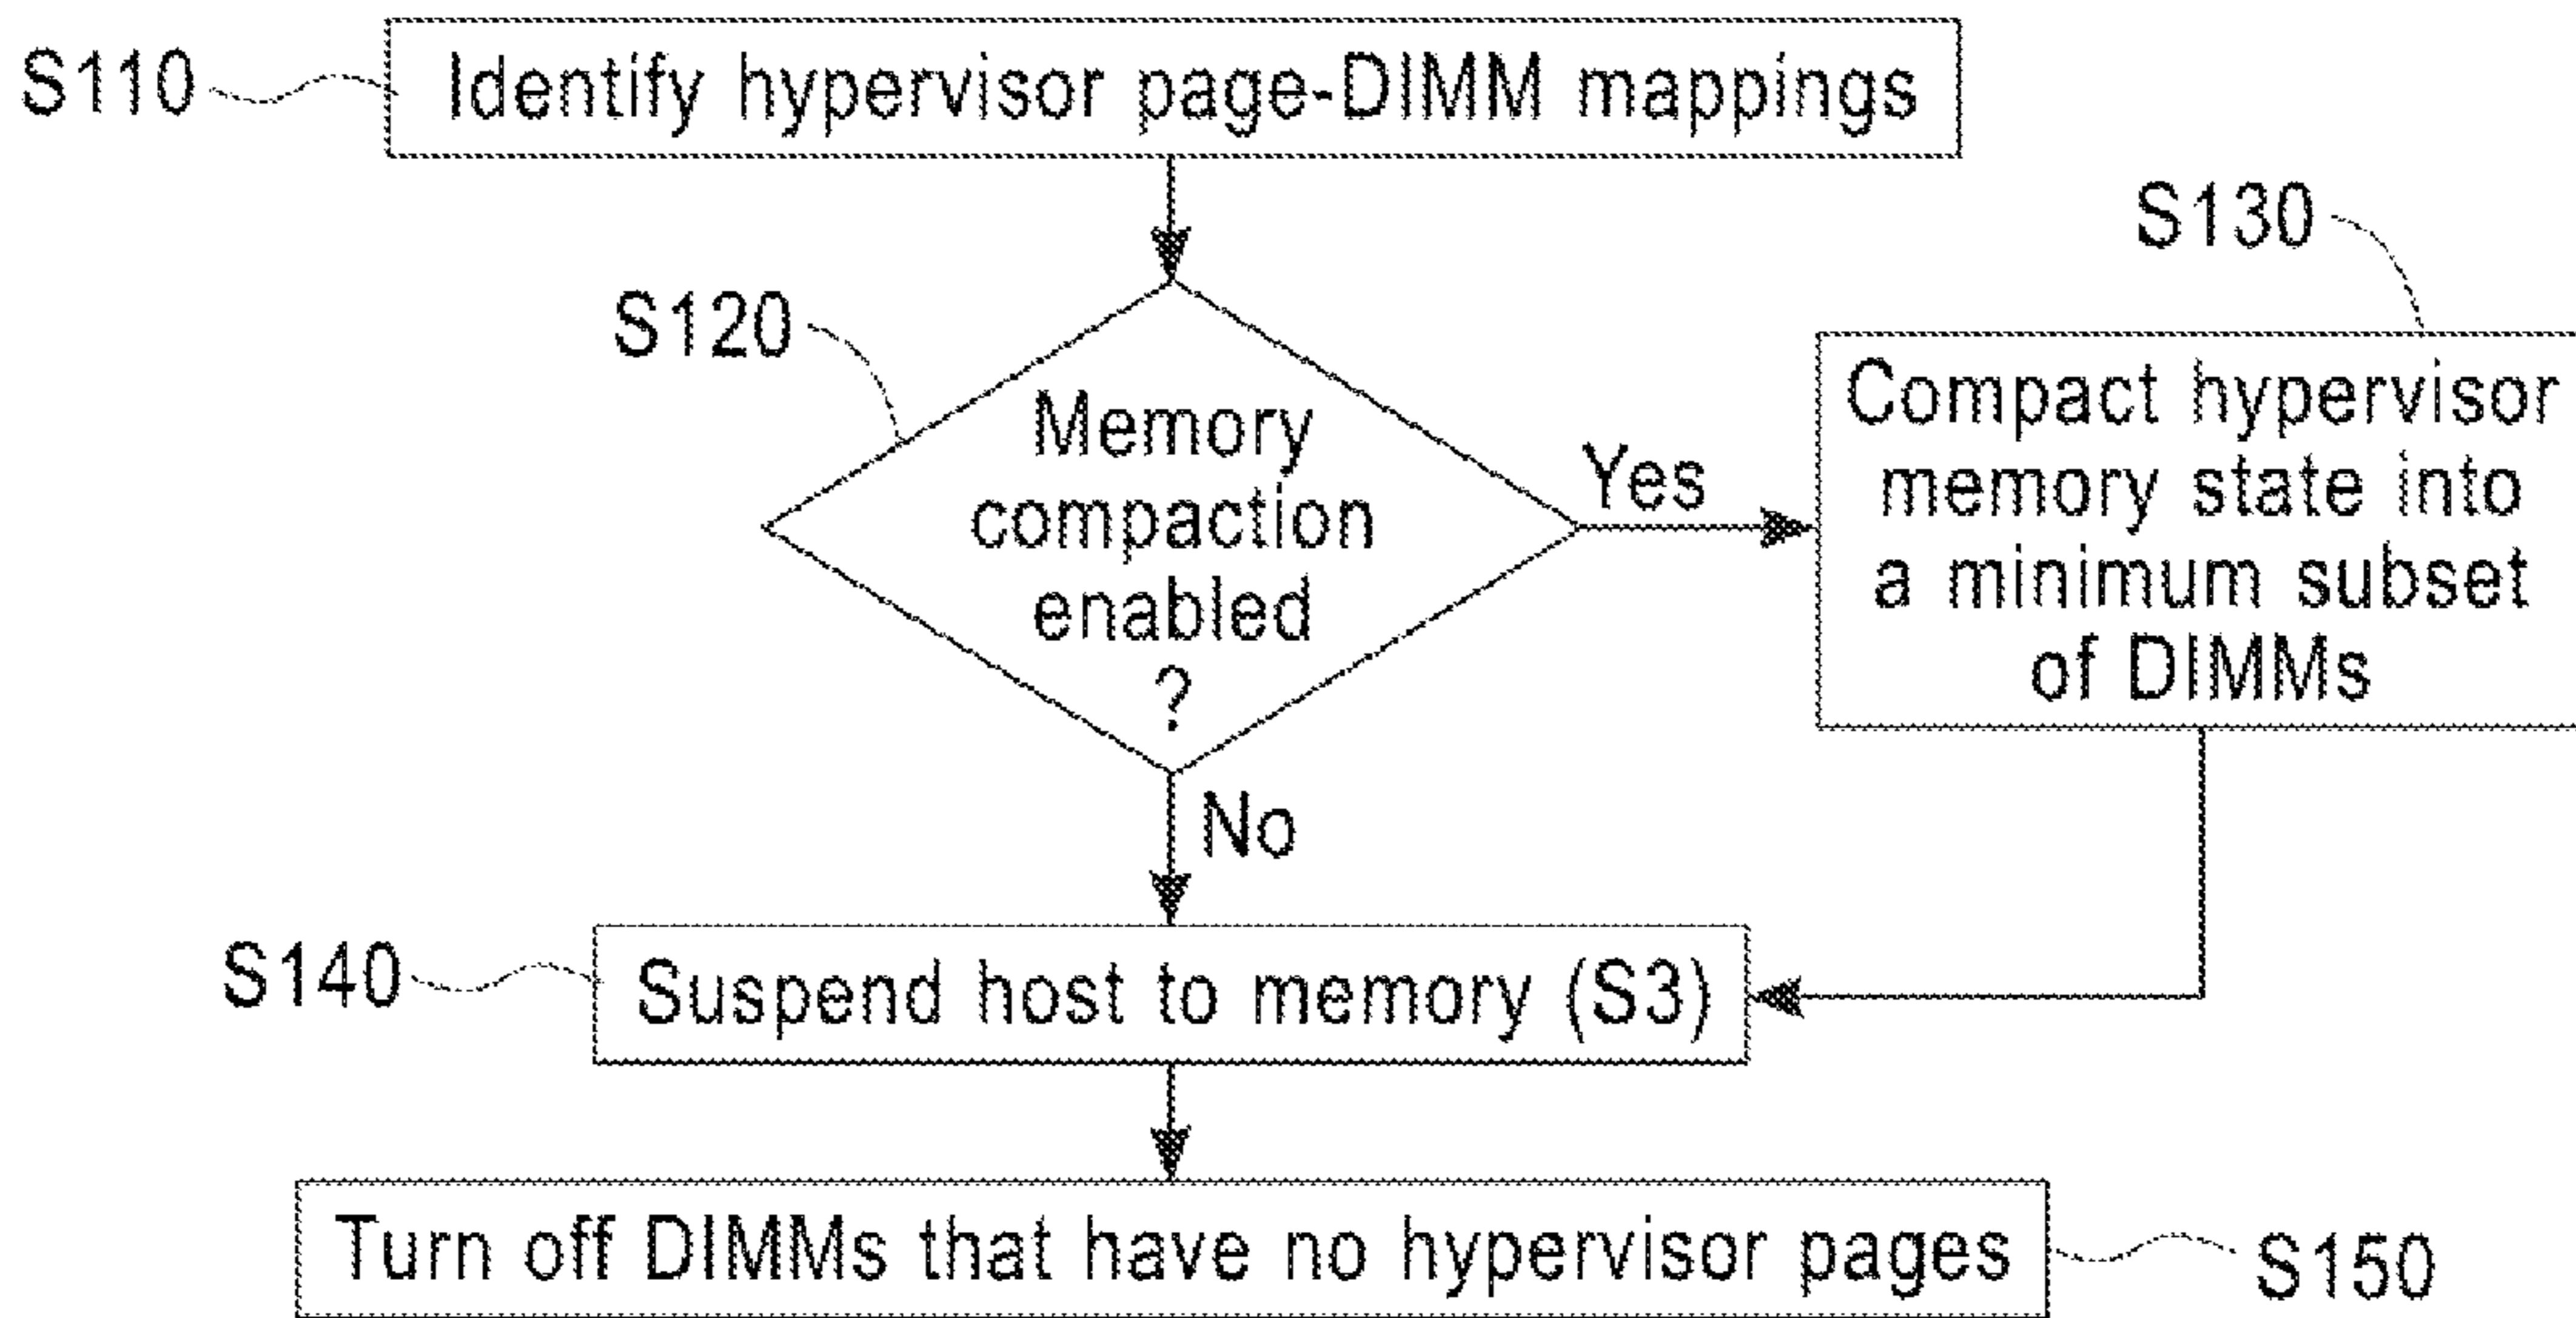 S110
Identify hypervisor page-DIMM mappings
S120
Memory
compaction
enabled
?
Yes
S130
Compact hypervisor
memory state into
a minimum subset
of DIMMs
No
S140
Suspend host to memory (S3)
Turn off DIMMs that have no hypervisor pages
S150